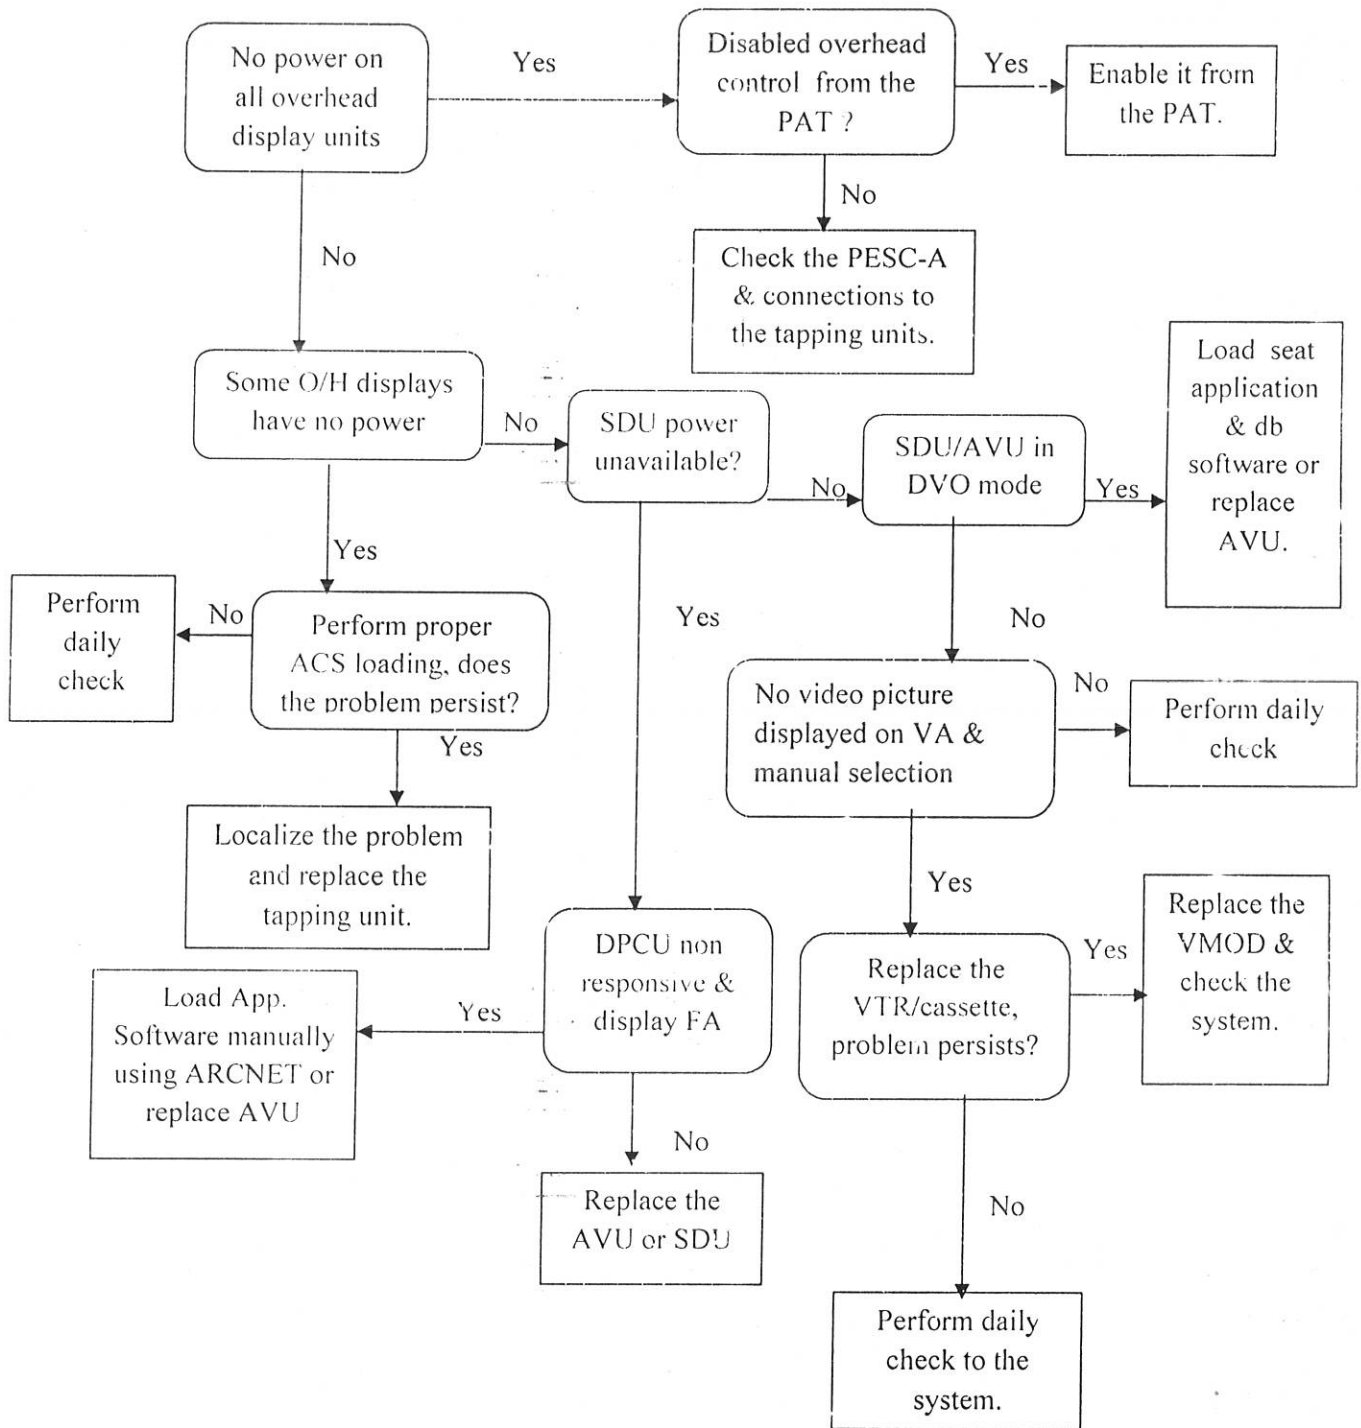 No power on
all overhead
display units
Yes
Disabled overhead
control from the
PAT ?
Yes
Enable it from
the PAT.
No
No
Check the PESC-A
& connections to
the tapping units.
Some O/H displays
have no power
No
SDU power
unavailable?
No
SDU/AVU in
DVO mode
Yes
Load seat
application
& db
software or
replace
AVU.
Yes
Perform
daily
check
No
Perform proper
ACS loading, does
the problem persist?
Yes
No
Yes
No video picture
displayed on VA &
manual selection
No
Perform daily
check
Localize the problem
and replace the
tapping unit.
Yes
Load App.
Software manually
using ARCNET or
replace AVU
Yes
DPCU non
responsive &
display FA
Replace the
VTR/cassette,
problem persists?
Yes
Replace the
VMOD &
check the
system.
No
Replace the
AVU or SDU
No
Perform daily
check to the
system.